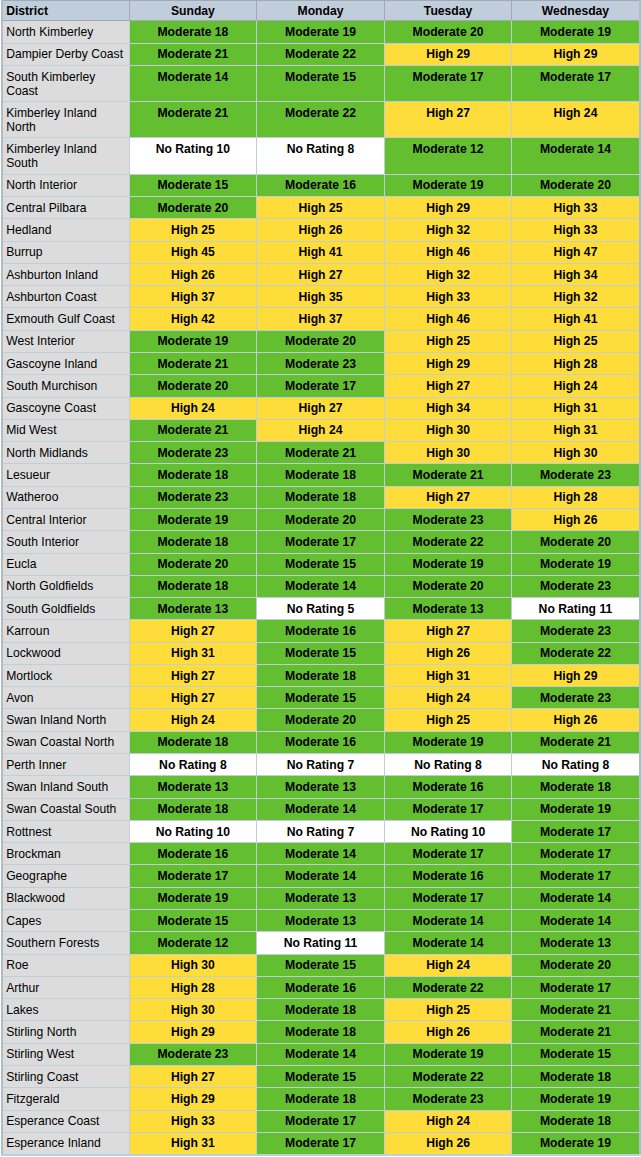 District Sunday Monday Tuesday Wednesday
North Kimberley Moderate 18 Moderate 19 Moderate 20 Moderate 19
Dampier Derby Coast Moderate 21 Moderate 22 High 29 High 29
South Kimberley Moderate 14 Moderate 15 Moderate 17 Moderate 17
Coast
Kimberley Inland Moderate 21 Moderate 22 High 27 High 24
North
Kimberley Inland No Rating 10 No Rating 8 Moderate 12 Moderate 14
South
North Interior Moderate 15 Moderate 16 Moderate 19 Moderate 20
Central Pilbara Moderate 20 High 25 High 29 High 33
Hedland High 25 High 26 High 32 High 33
Burrup High 45 High 41 High 46 High 47
Ashburton Inland High 26 High 27 High 32 High 34
Ashburton Coast High 37 High 35 High 33 High 32
Exmouth Gulf Coast High 42 High 37 High 46 High 41
West Interior Moderate 19 Moderate 20 High 25 High 25
Gascoyne Inland Moderate 21 Moderate 23 High 29 High 28
South Murchison Moderate 20 Moderate 17 High 27 High 24
Gascoyne Coast High 24 High 27 High 34 High 31
Mid West Moderate 21 High 24 High 30 High 31
North Midlands Moderate 23 Moderate 21 High 30 High 30
Lesueur Moderate 18 Moderate 18 Moderate 21 Moderate 23
Watheroo Moderate 23 Moderate 18 High 27 High 28
Central Interior Moderate 19 Moderate 20 Moderate 23 High 26
South Interior Moderate 18 Moderate 17 Moderate 22 Moderate 20
Eucla Moderate 20 Moderate 15 Moderate 19 Moderate 19
North Goldfields Moderate 18 Moderate 14 Moderate 20 Moderate 23
South Goldfields Moderate 13 No Rating 5 Moderate 13 No Rating 11
Karroun High 27 Moderate 16 High 27 Moderate 23
Lockwood High 31 Moderate 15 High 26 Moderate 22
Mortlock High 27 Moderate 18 High 31 High 29
Avon High 27 Moderate 15 High 24 Moderate 23
Swan Inland North High 24 Moderate 20 High 25 High 26
Swan Coastal North Moderate 18 Moderate 16 Moderate 19 Moderate 21
Perth Inner No Rating 8 No Rating 7 No Rating 8 No Rating 8
Swan Inland South Moderate 13 Moderate 13 Moderate 16 Moderate 18
Swan Coastal South Moderate 18 Moderate 14 Moderate 17 Moderate 19
Rottnest No Rating 10 No Rating 7 No Rating 10 Moderate 17
Brockman Moderate 16 Moderate 14 Moderate 17 Moderate 17
Geographe Moderate 17 Moderate 14 Moderate 16 Moderate 17
Blackwood Moderate 19 Moderate 13 Moderate 17 Moderate 14
Capes Moderate 15 Moderate 13 Moderate 14 Moderate 14
Southern Forests Moderate 12 No Rating 11 Moderate 14 Moderate 13
Roe High 30 Moderate 15 High 24 Moderate 20
Arthur High 28 Moderate 16 Moderate 22 Moderate 17
Lakes High 30 Moderate 18 High 25 Moderate 21
Stirling North High 29 Moderate 18 High 26 Moderate 21
Stirling West Moderate 23 Moderate 14 Moderate 19 Moderate 15
Stirling Coast High 27 Moderate 15 Moderate 22 Moderate 18
Fitzgerald High 29 Moderate 18 Moderate 23 Moderate 19
Esperance Coast High 33 Moderate 17 High 24 Moderate 18
Esperance Inland High 31 Moderate 17 High 26 Moderate 19